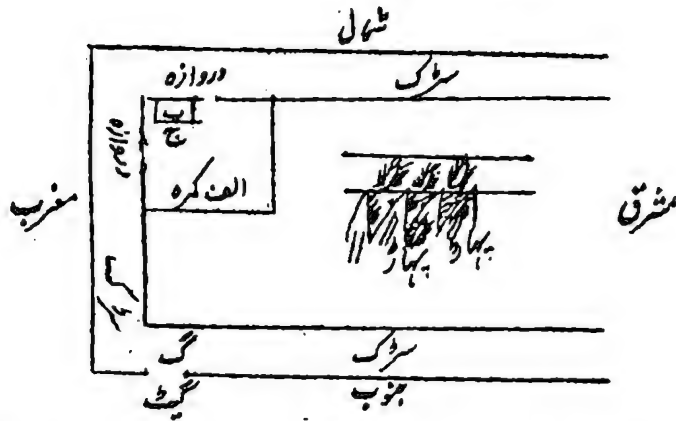 شمال
سڑک
دروازہ
ب
ج
دروازہ
الف کمرہ
مغرب
مشرق
پہاڑ
پہاڑ
سڑک
گ
سڑک
گیٹ
جنوب